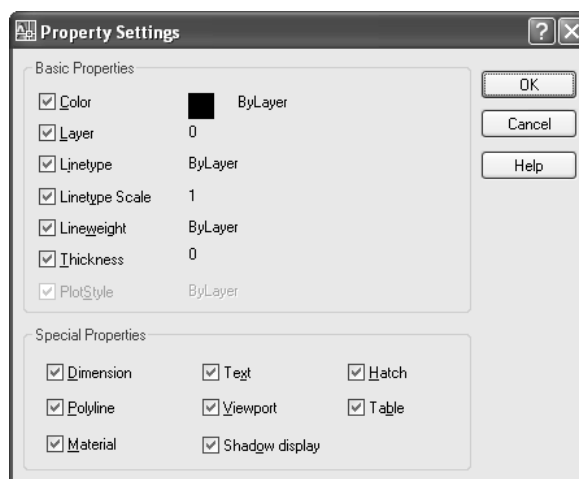 Property Settings
Basic Properties
Color ByLayer
Layer 0
Linetype ByLayer
Linetype Scale 1
Lineweight ByLayer
Thickness 0
PlotStyle ByLayer
OK
Cancel
Help
Special Properties
Dimension Text Hatch
Polyline Viewport Table
Material Shadow display